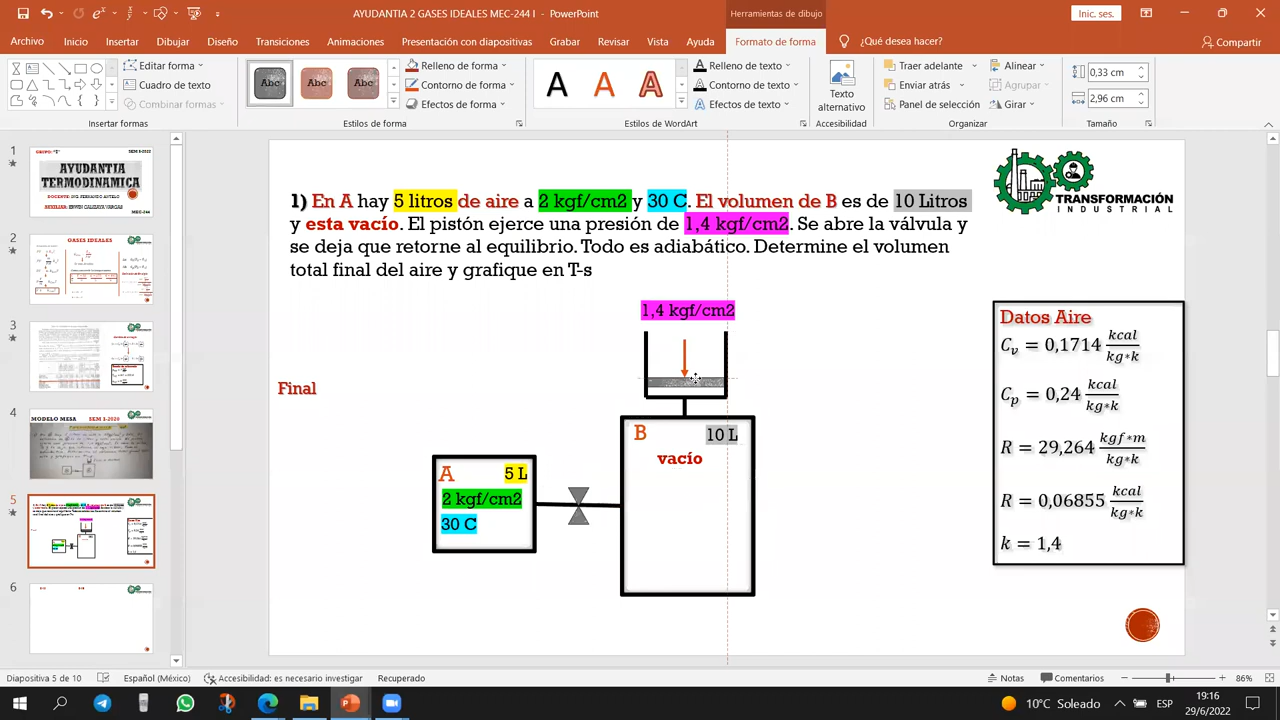 AYUDANTIA 2 GASES IDEALES MEC-244 I - PowerPoint
Herramientas de dibujo
Inic. ses.
Archivo Inicio Insertar Dibujar Diseño Transiciones Animaciones Presentación con diapositivas Grabar Revisar Vista Ayuda Formato de forma ¿Qué desea hacer? Compartir
Editar forma
Cuadro de texto
Combinar formas
Insertar formas
Abc Abc Abc
Relleno de forma
Contorno de forma
Efectos de forma
Estilos de forma
A A A
Relleno de texto
Contorno de texto
Efectos de texto
Estilos de WordArt
Texto
alternativo
Accesibilidad
Traer adelante
Enviar atrás
Panel de selección
Alinear
Agrupar
Girar
Organizar
0,33 cm
2,96 cm
Tamaño
1
AYUDANTIA
TERMODINAMICA
MEC-244
2
GASES IDEALES
3
4
MODELO MESA SEM I-2020
5
6
1) En A hay 5 litros de aire a 2 kgf/cm2 y 30 C. El volumen de B es de 10 Litros
y esta vacío. El pistón ejerce una presión de 1,4 kgf/cm2. Se abre la válvula y
se deja que retorne al equilibrio. Todo es adiabático. Determine el volumen
total final del aire y grafique en T-s
TRANSFORMACIÓN
INDUSTRIAL
1,4 kgf/cm2
Final
B 10 L
vacío
A 5 L
2 kgf/cm2
30 C
Datos Aire
C_v = 0,1714 kcal/kg*k
C_p = 0,24 kcal/kg*k
R = 29,264 kgf*m/kg*k
R = 0,06855 kcal/kg*k
k = 1,4
Diapositiva 5 de 10 Español (México) Accesibilidad: es necesario investigar Recuperado Notas Comentarios 86%
10°C Soleado ESP 19:16
29/6/2022